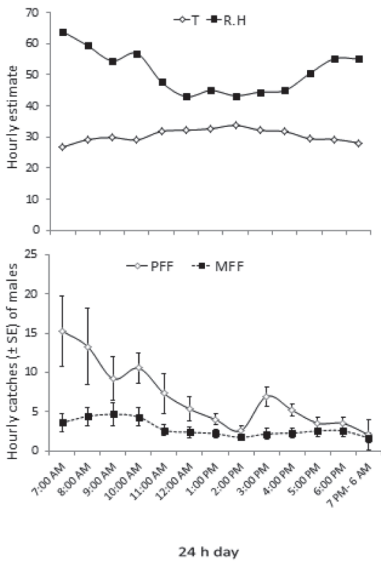 T R.H
Hourly estimate
70
60
50
40
30
20
10
0
PFF MFF
Hourly catches (± SE) of males
25
20
15
10
5
0
7:00 AM
8:00 AM
9:00 AM
10:00 AM
11:00 AM
12:00 PM
1:00 PM
2:00 PM
3:00 PM
4:00 PM
5:00 PM
6:00 PM
7 PM- 6 AM
24 h day